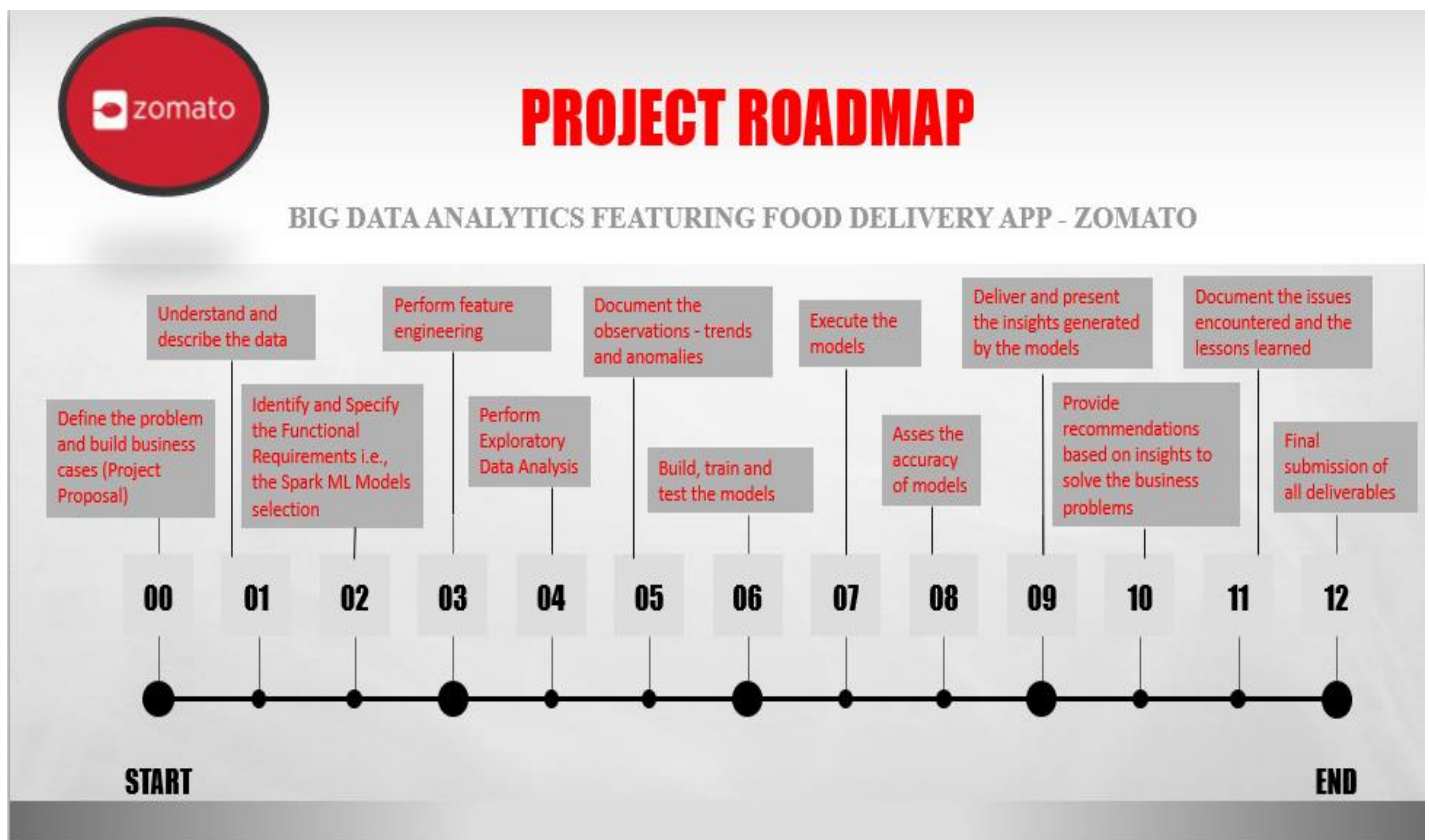 zomato
PROJECT ROADMAP
BIG DATA ANALYTICS FEATURING FOOD DELIVERY APP - ZOMATO
Define the problem
and build business
cases (Project
Proposal)
Understand and
describe the data
Identify and Specify
the Functional
Requirements i.e.,
the Spark ML Models
selection
Perform feature
engineering
Perform
Exploratory
Data Analysis
Document the
observations - trends
and anomalies
Build, train and
test the models
Execute the
models
Asses the
accuracy
of models
Deliver and present
the insights generated
by the models
Provide
recommendations
based on insights to
solve the business
problems
Document the issues
encountered and the
lessons learned
Final
submission of
all deliverables
00 01 02 03 04 05 06 07 08 09 10 11 12
START END